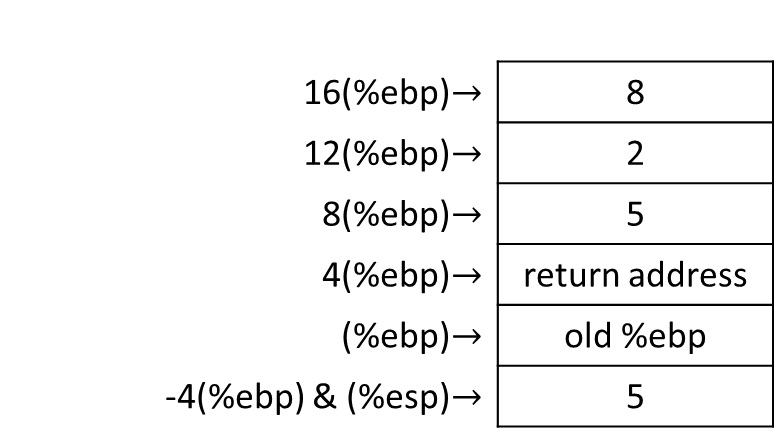 16(%ebp)→ 8
12(%ebp)→ 2
8(%ebp)→ 5
4(%ebp)→ return address
(%ebp)→ old %ebp
-4(%ebp) & (%esp)→ 5